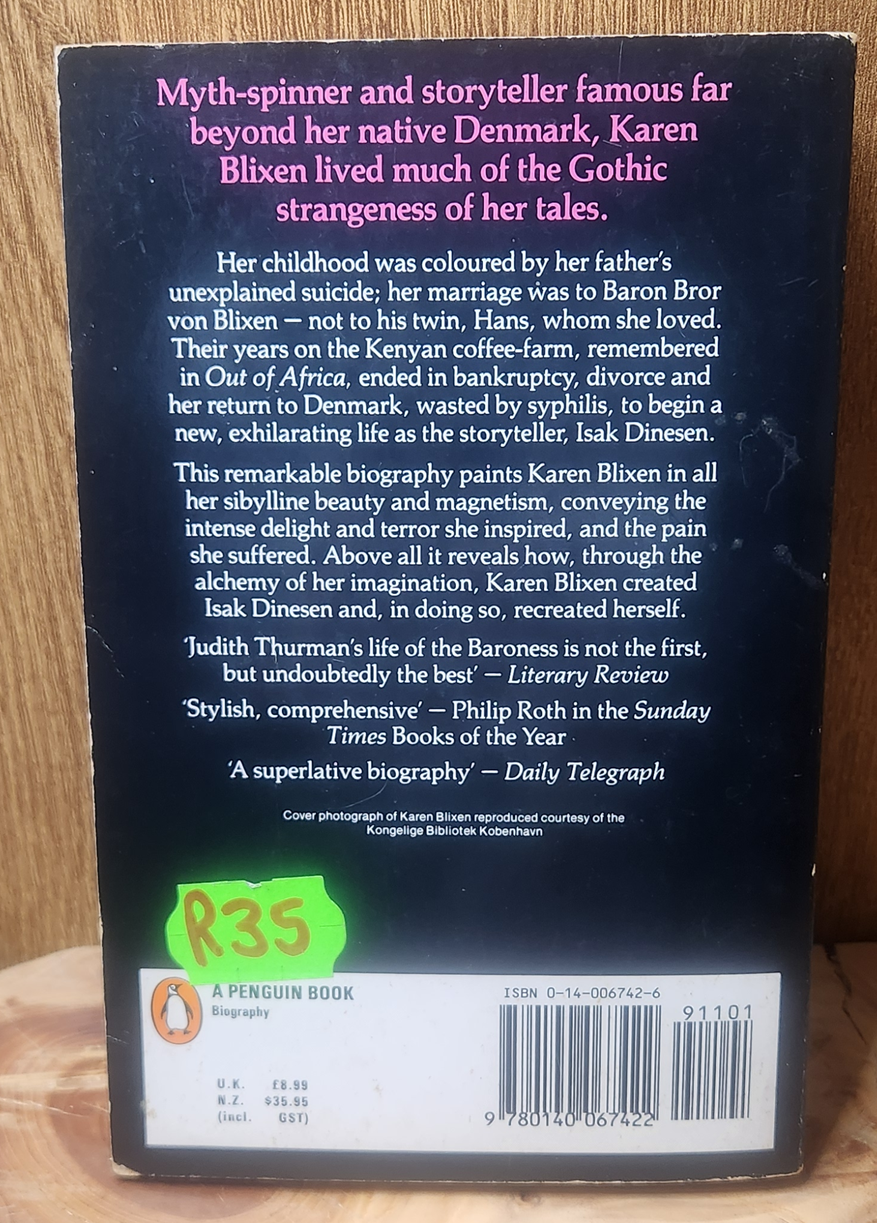 Myth-spinner and storyteller famous far
beyond her native Denmark, Karen
Blixen lived much of the Gothic
strangeness of her tales.
Her childhood was coloured by her father's
unexplained suicide; her marriage was to Baron Bror
von Blixen — not to his twin, Hans, whom she loved.
Their years on the Kenyan coffee-farm, remembered
in Out of Africa, ended in bankruptcy, divorce and
her return to Denmark, wasted by syphilis, to begin a
new, exhilarating life as the storyteller, Isak Dinesen.
This remarkable biography paints Karen Blixen in all
her sibylline beauty and magnetism, conveying the
intense delight and terror she inspired, and the pain
she suffered. Above all it reveals how, through the
alchemy of her imagination, Karen Blixen created
Isak Dinesen and, in doing so, recreated herself.
'Judith Thurman's life of the Baroness is not the first,
but undoubtedly the best' — Literary Review
'Stylish, comprehensive' — Philip Roth in the Sunday
Times Books of the Year
'A superlative biography' — Daily Telegraph
Cover photograph of Karen Blixen reproduced courtesy of the
Kongelige Bibliotek Kobenhavn
R35
A PENGUIN BOOK
Biography
U.K. £8.99
N.Z. $35.95
(incl. GST)
ISBN 0-14-006742-6
91101
9 780140 067422